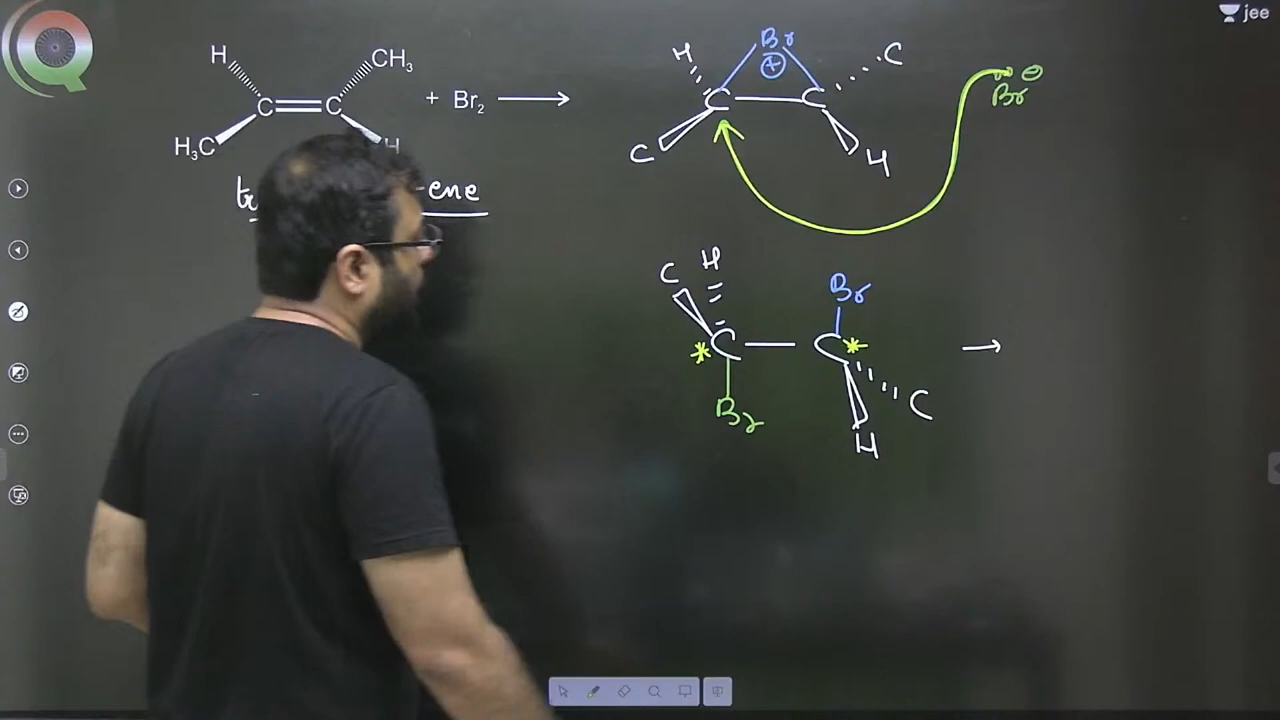 jee
H CH₃
C = C + Br₂ ⟶
H₃C H
-ene
H Br C
⊕
C — C
C H
Br ⊖
C H Br
* C — C * →
Br C
H